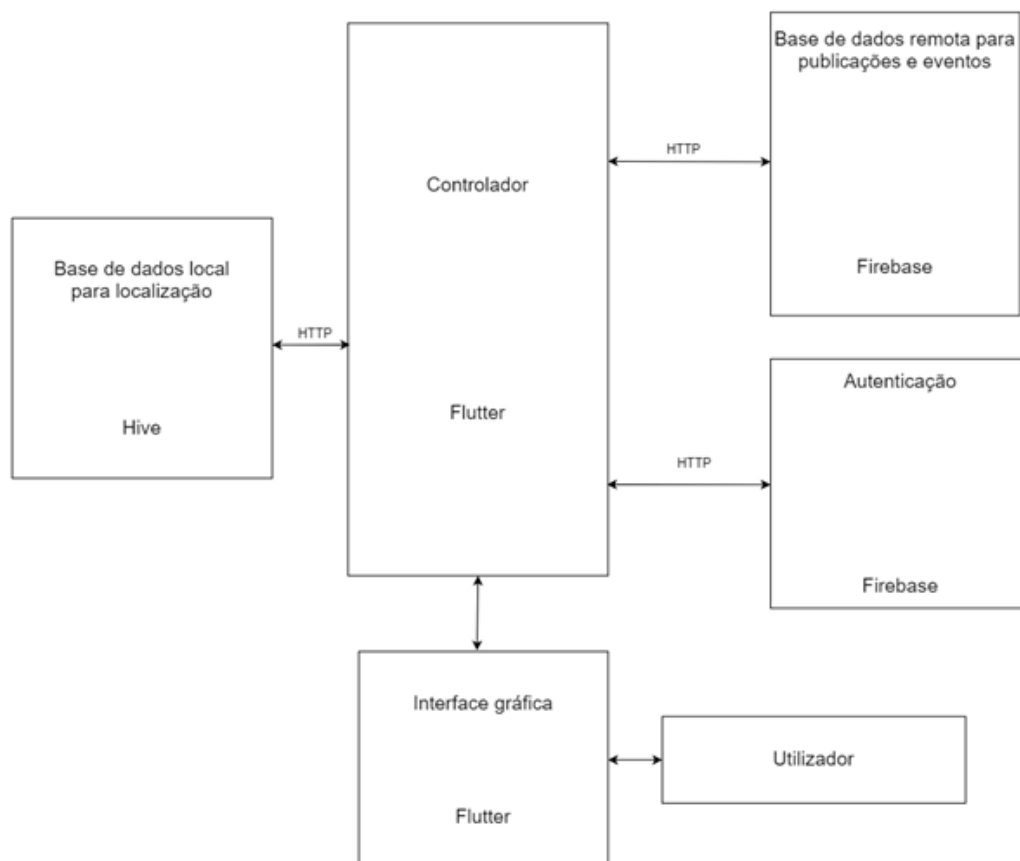 Base de dados remota para
publicações e eventos
HTTP
Controlador
Firebase
Base de dados local
para localização
HTTP
Autenticação
Flutter
Hive
HTTP
Firebase
Interface gráfica
Utilizador
Flutter